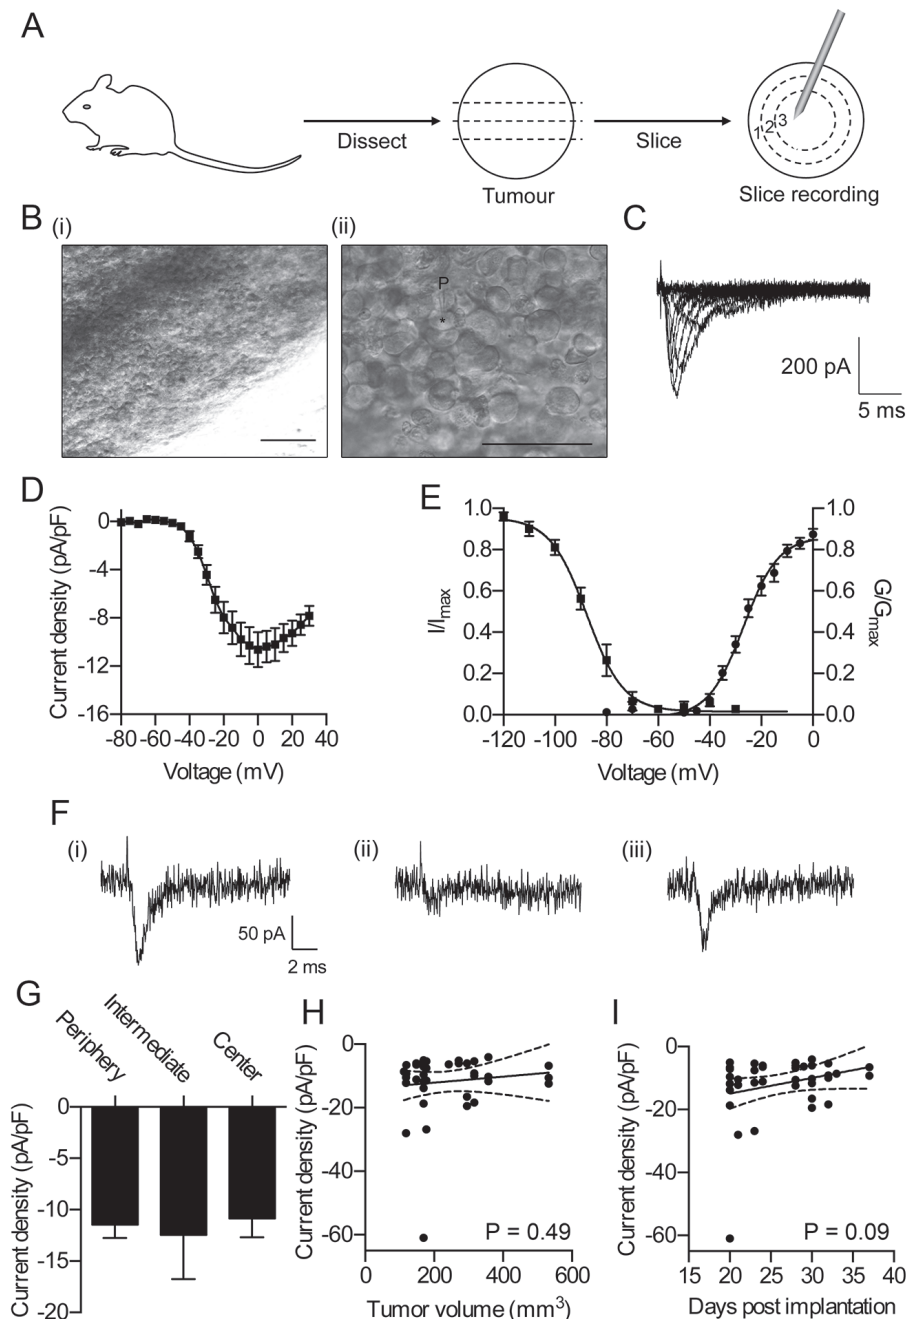 A
Dissect
Slice
Tumour
Slice recording
1 2 3
B (i)
(ii)
P
*
C
200 pA
5 ms
D
Current density (pA/pF)
0
-4
-8
-12
-16
-80 -60 -40 -20 0 20 40
Voltage (mV)
E
I/Imax
1.0
0.8
0.6
0.4
0.2
0.0
-120 -100 -80 -60 -40 -20 0
Voltage (mV)
1.0
0.8
0.6
0.4
0.2
0.0
G/Gmax
F
(i)
(ii)
(iii)
50 pA
2 ms
G
Periphery
Intermediate
Center
Current density (pA/pF)
0
-5
-10
-15
-20
H
Current density (pA/pF)
0
-20
-40
-60
P = 0.49
0 200 400 600
Tumor volume (mm³)
I
Current density (pA/pF)
0
-20
-40
-60
P = 0.09
15 20 25 30 35 40
Days post implantation